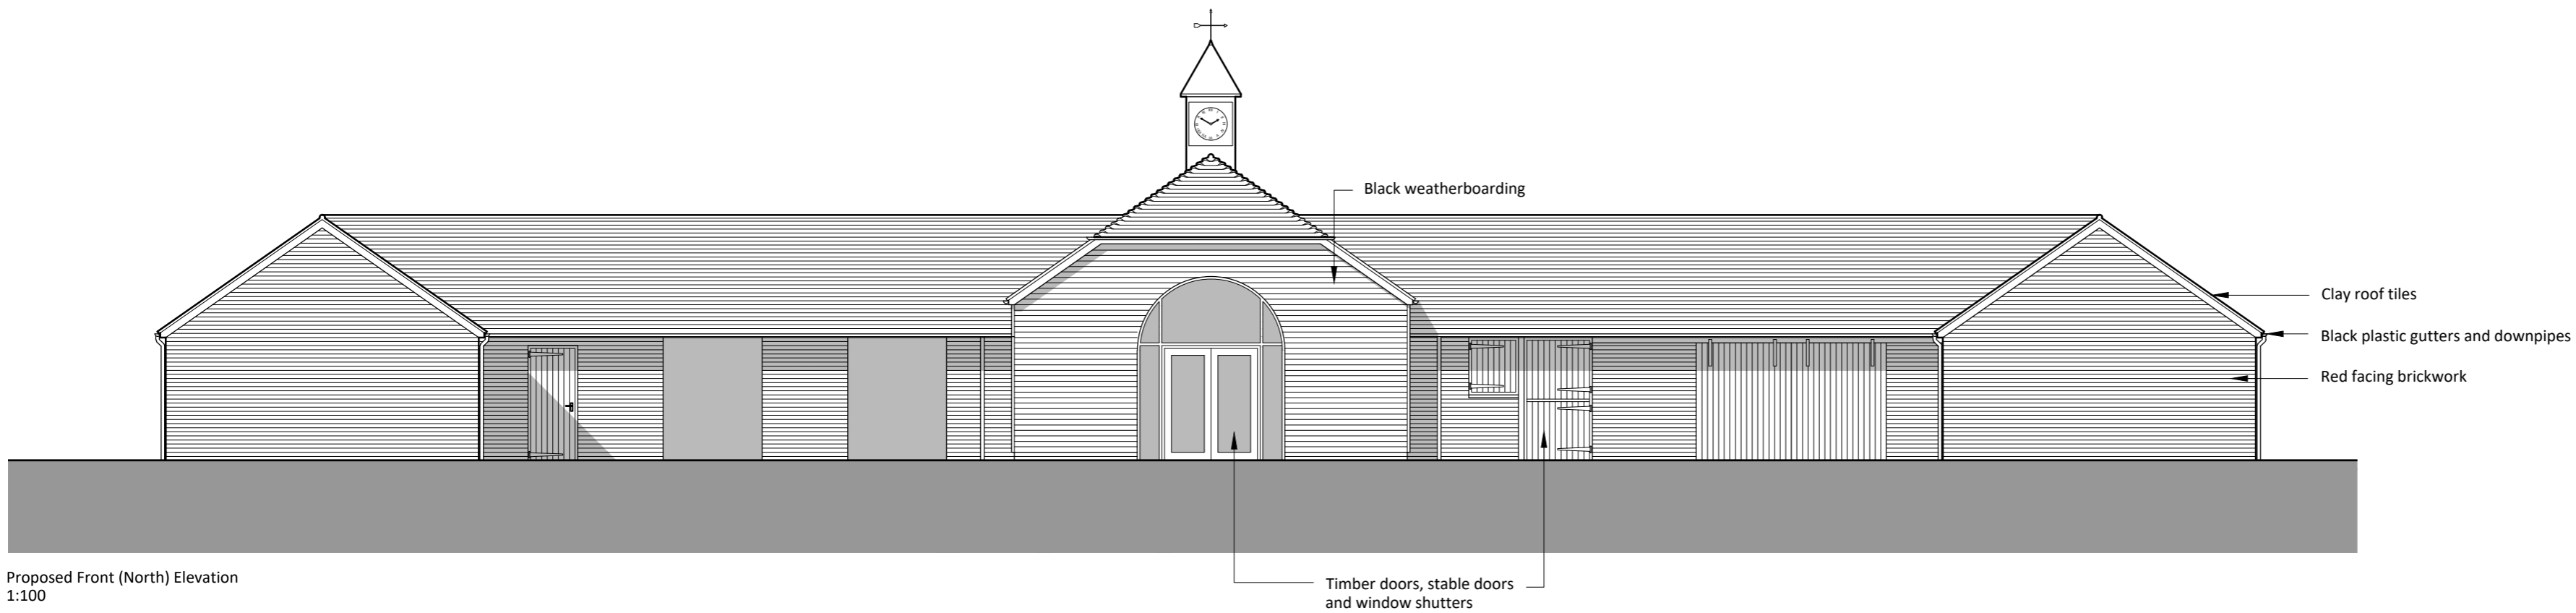 Black weatherboarding
Clay roof tiles
Black plastic gutters and downpipes
Red facing brickwork
Proposed Front (North) Elevation
1:100
Timber doors, stable doors
and window shutters